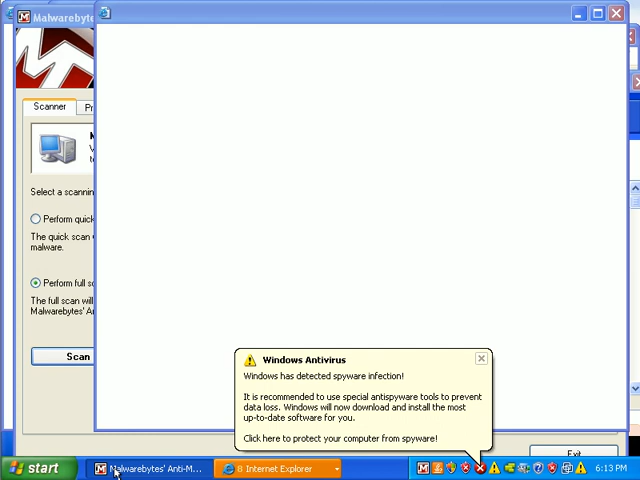 Malwarebyte
Scanner
Pr
M
V
to
Select a scannin
Perform quick
The quick scan
malware.
Perform full sc
The full scan will
Malwarebytes' An
Scan
Windows Antivirus
Windows has detected spyware infection!
It is recommended to use special antispyware tools to prevent
data loss. Windows will now download and install the most
up-to-date software for you.
Click here to protect your computer from spyware!
Exit
start
Malwarebytes' Anti-M...
8 Internet Explorer
6:13 PM